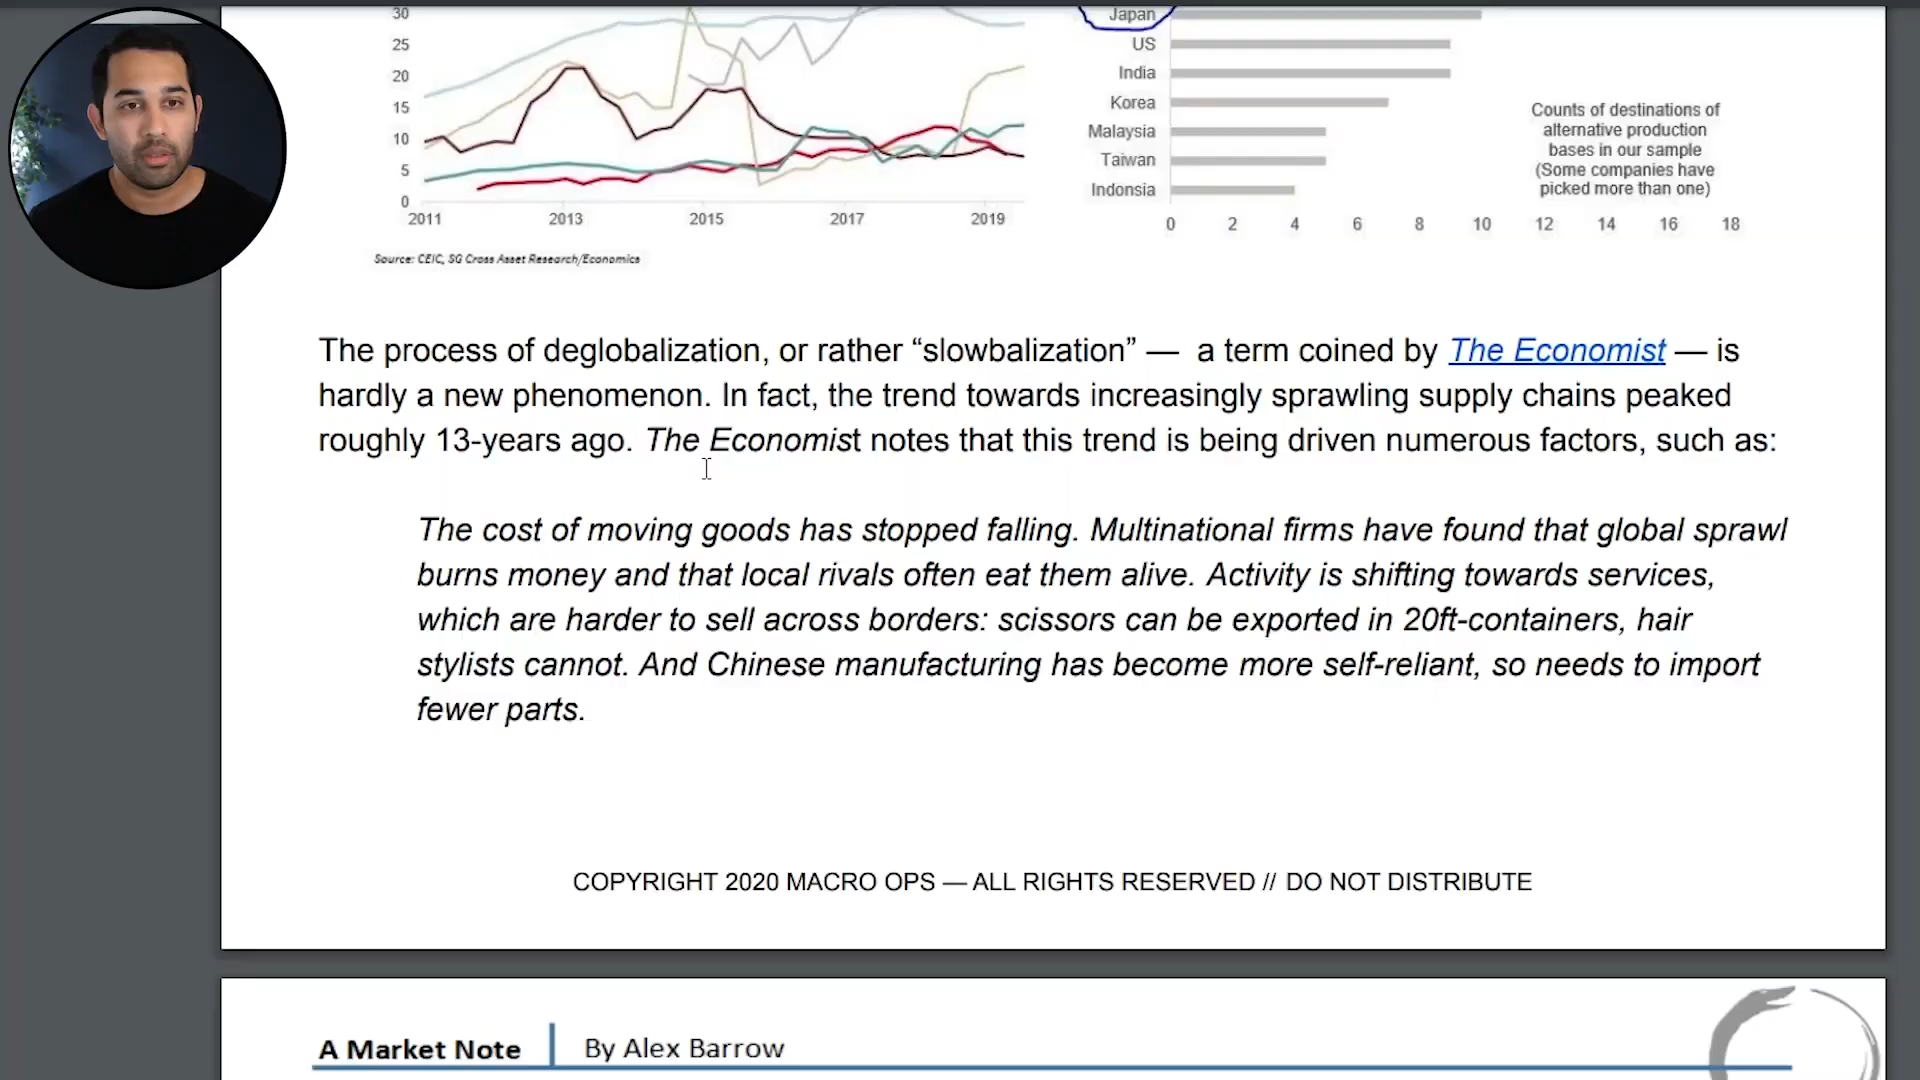 30
25
20
15
10
5
0
2011 2013 2015 2017 2019
Source: CEIC, SG Cross Asset Research/Economics
Japan
US
India
Korea
Malaysia
Taiwan
Indonsia
0 2 4 6 8 10 12 14 16 18
Counts of destinations of
alternative production
bases in our sample
(Some companies have
picked more than one)
The process of deglobalization, or rather “slowbalization” — a term coined by The Economist — is
hardly a new phenomenon. In fact, the trend towards increasingly sprawling supply chains peaked
roughly 13-years ago. The Economist notes that this trend is being driven numerous factors, such as:
The cost of moving goods has stopped falling. Multinational firms have found that global sprawl
burns money and that local rivals often eat them alive. Activity is shifting towards services,
which are harder to sell across borders: scissors can be exported in 20ft-containers, hair
stylists cannot. And Chinese manufacturing has become more self-reliant, so needs to import
fewer parts.
COPYRIGHT 2020 MACRO OPS — ALL RIGHTS RESERVED // DO NOT DISTRIBUTE
A Market Note By Alex Barrow